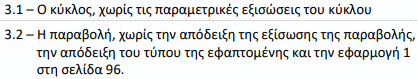 3.1 – Ο κύκλος, χωρίς τις παραμετρικές εξισώσεις του κύκλου
3.2 – Η παραβολή, χωρίς την απόδειξη της εξίσωσης της παραβολής,
την απόδειξη του τύπου της εφαπτομένης και την εφαρμογή 1
στη σελίδα 96.